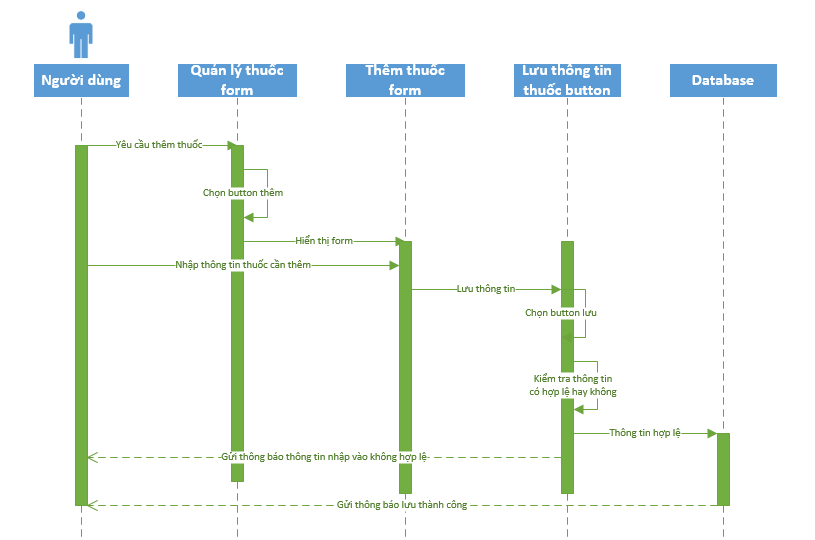 Người dùng
Quản lý thuốc
form
Thêm thuốc
form
Lưu thông tin
thuốc button
Database
Yêu cầu thêm thuốc
Chọn button thêm
Hiển thị form
Nhập thông tin thuốc cần thêm
Lưu thông tin
Chọn button lưu
Kiểm tra thông tin
có hợp lệ hay không
Thông tin hợp lệ
Gửi thông báo thông tin nhập vào không hợp lệ
Gửi thông báo lưu thành công